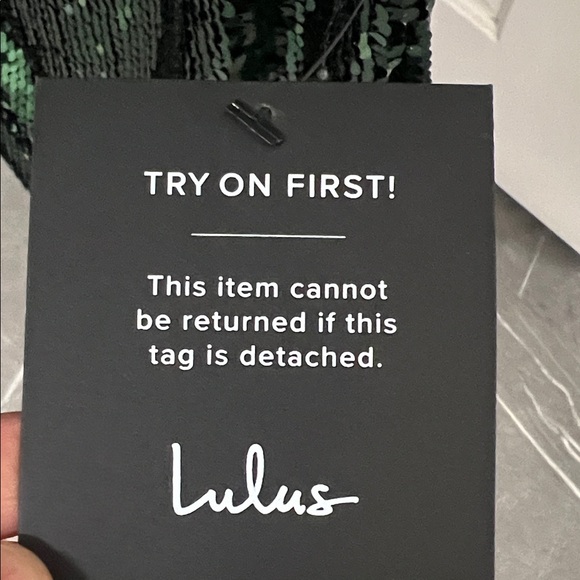 TRY ON FIRST!
This item cannot
be returned if this
tag is detached.
Lulus